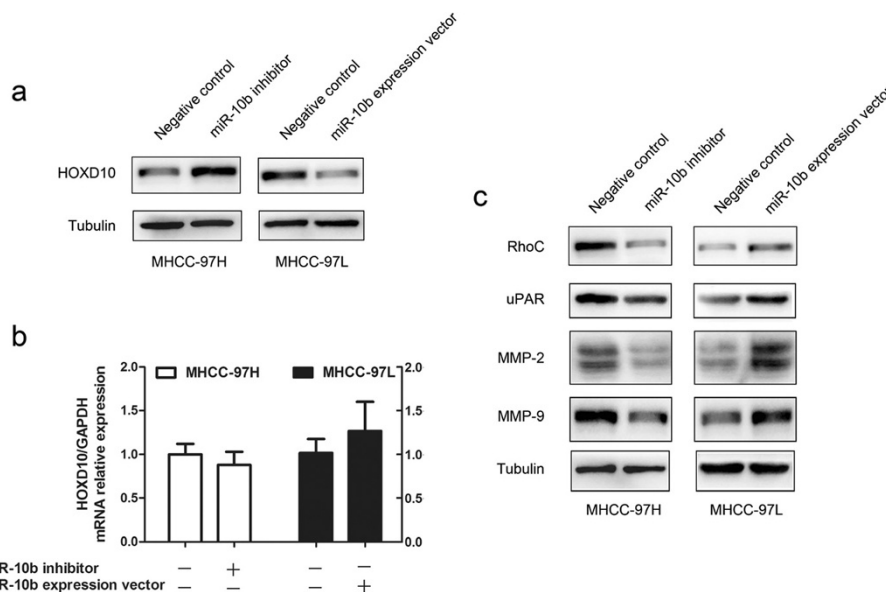 a
Negative control
miR-10b inhibitor
Negative control
miR-10b expression vector
HOXD10
Tubulin
MHCC-97H
MHCC-97L
b
HOXD10/GAPDH
mRNA relative expression
2.0
1.5
1.0
0.5
0.0
MHCC-97H
MHCC-97L
2.0
1.5
1.0
0.5
0.0
R-10b inhibitor
– + – –
R-10b expression vector
– – – +
c
Negative control
miR-10b inhibitor
Negative control
miR-10b expression vector
RhoC
uPAR
MMP-2
MMP-9
Tubulin
MHCC-97H
MHCC-97L